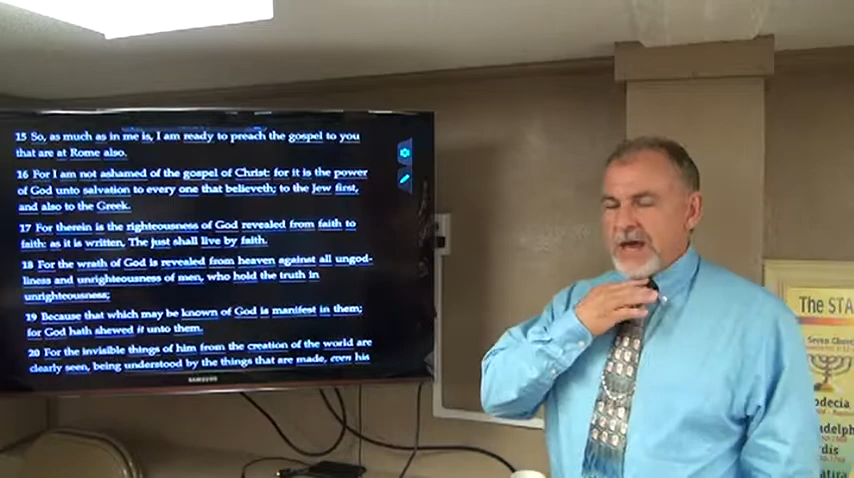 15 So, as much as in me is, I am ready to preach the gospel to you
that are at Rome also.
16 For I am not ashamed of the gospel of Christ: for it is the power
of God unto salvation to every one that believeth; to the Jew first,
and also to the Greek.
17 For therein is the righteousness of God revealed from faith to
faith: as it is written, The just shall live by faith.
18 For the wrath of God is revealed from heaven against all ungod-
liness and unrighteousness of men, who hold the truth in
unrighteousness;
19 Because that which may be known of God is manifest in them;
for God hath shewed it unto them.
20 For the invisible things of him from the creation of the world are
clearly seen, being understood by the things that are made, even his
SAMSUNG
The STA
Seven Churc
odecia
adelph
rdis
atira